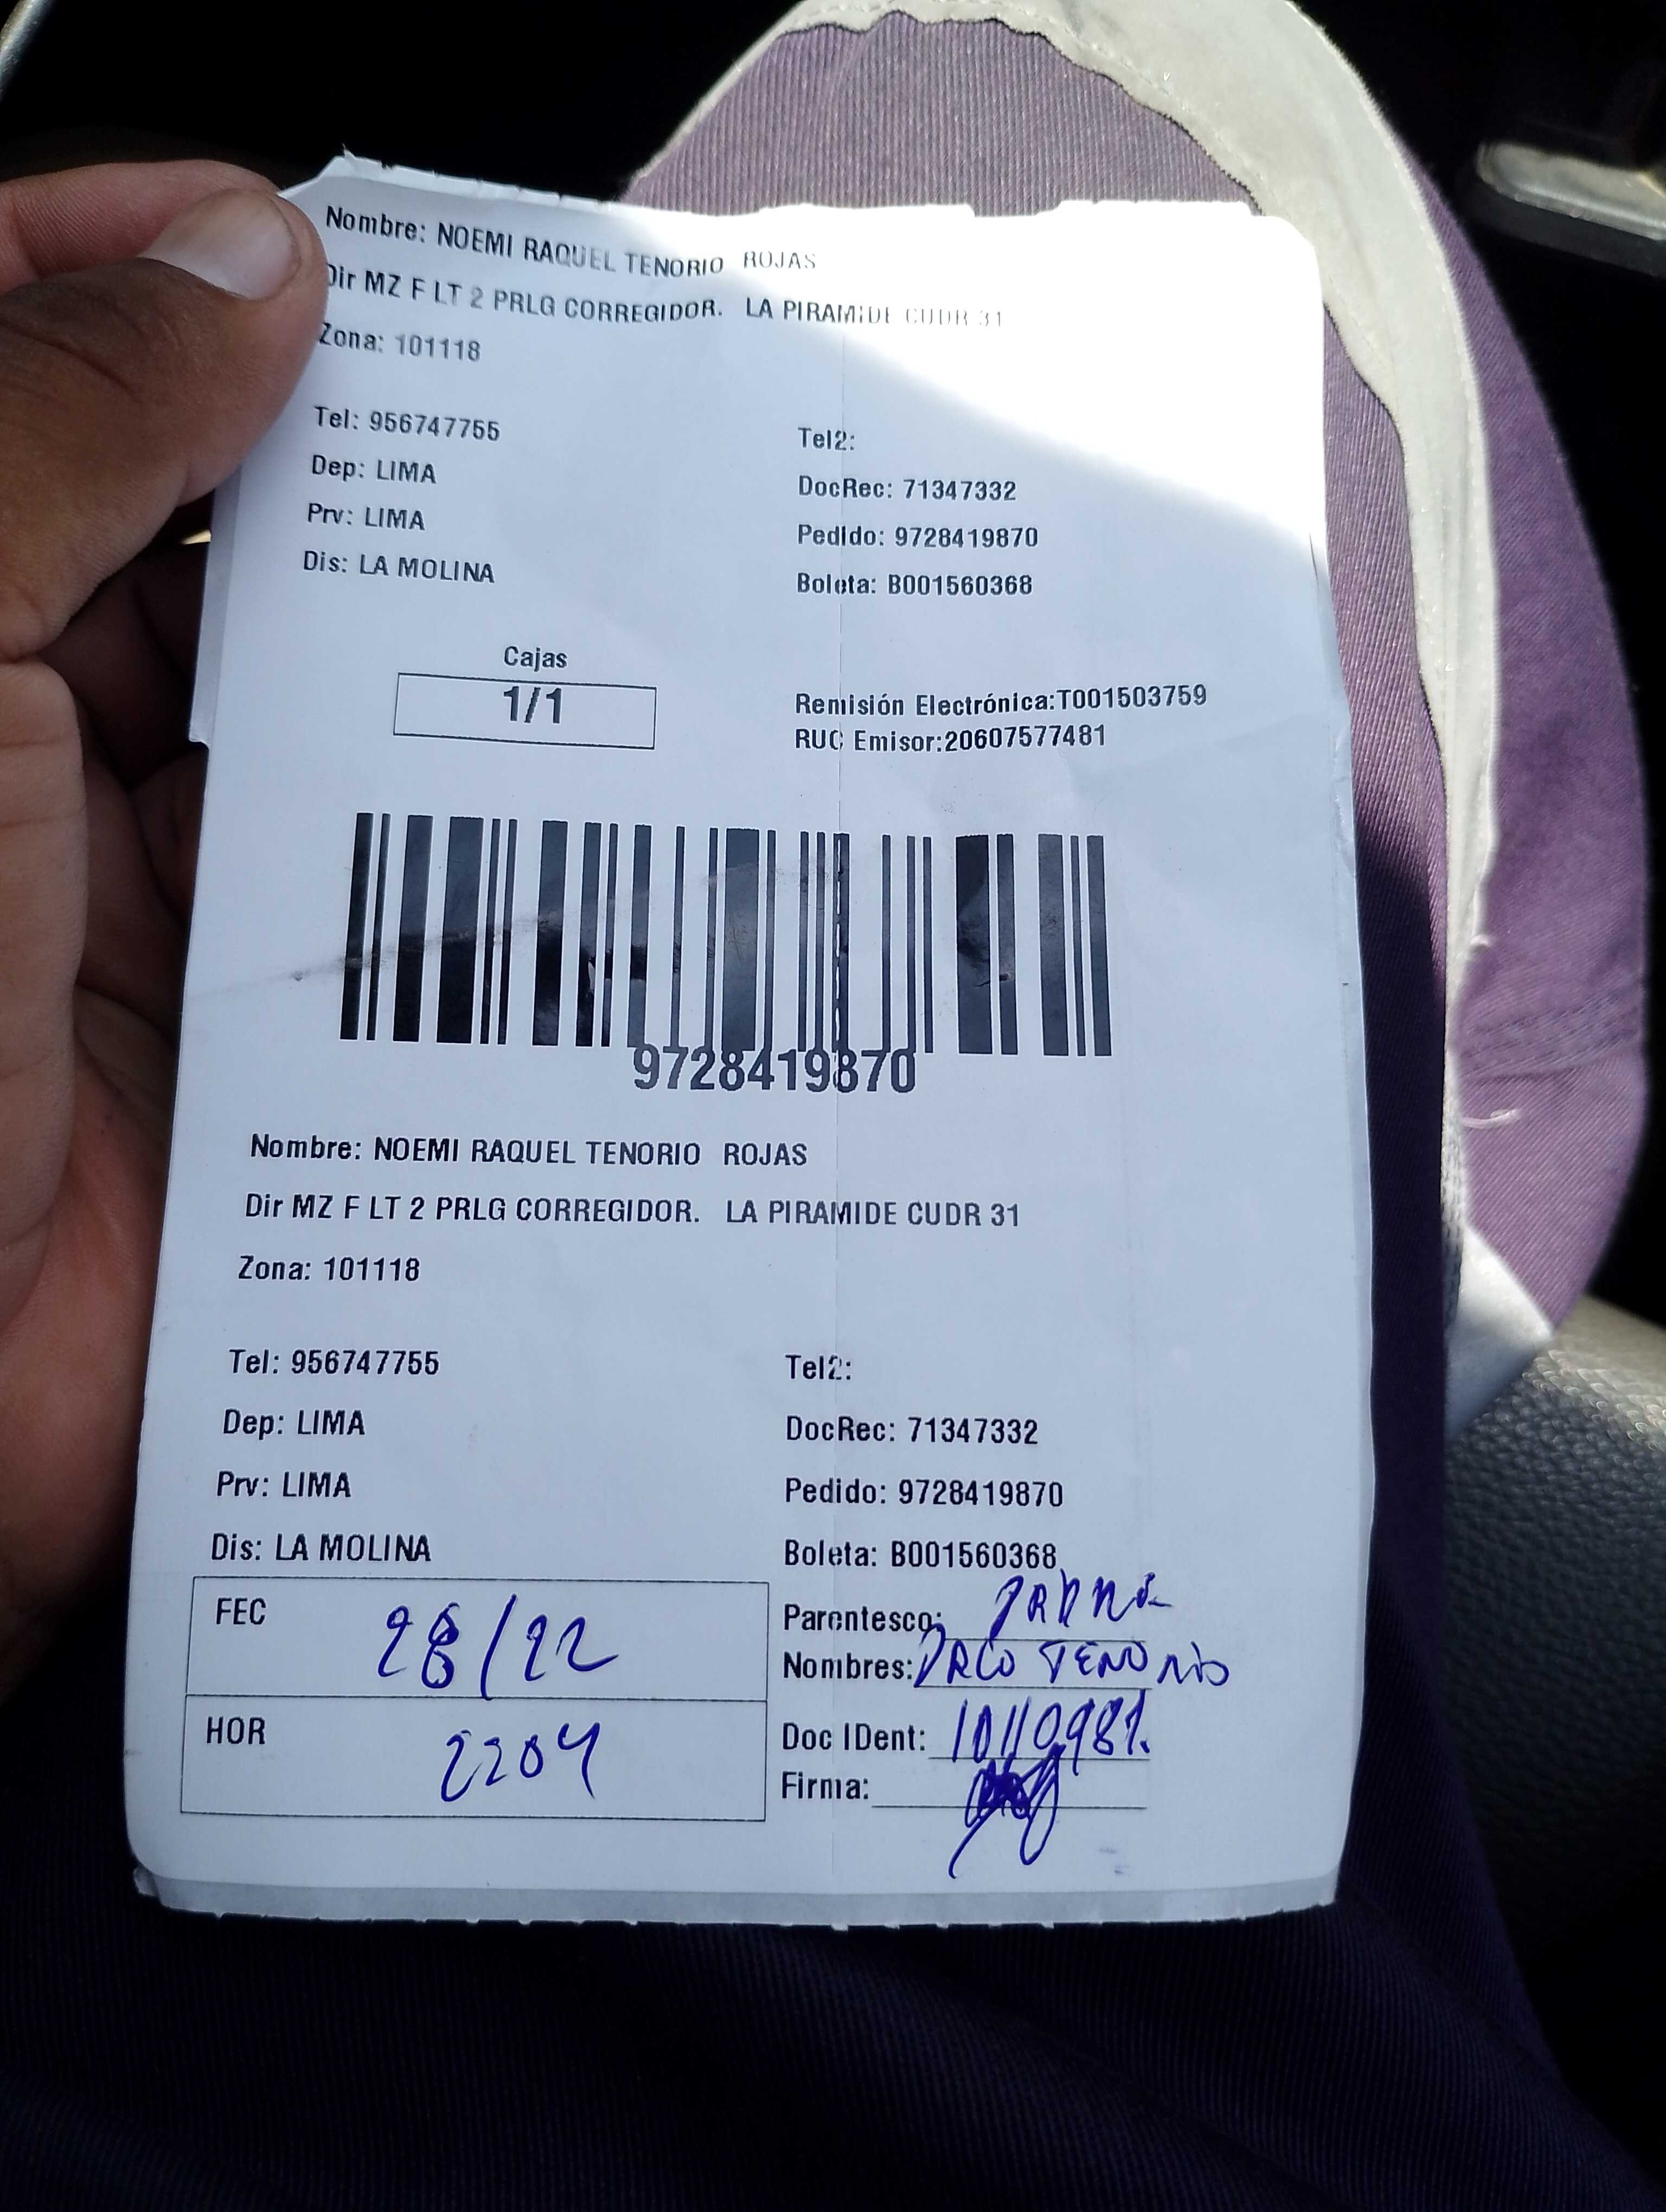 Nombre: NOEMI RAQUEL TENORIO ROJAS
Dir MZ F LT 2 PRLG CORREGIDOR. LA PIRAMIDE CUDR 31
Zona: 101118
Tel: 956747755 Tel2:
Dep: LIMA DocRec: 71347332
Prv: LIMA Pedido: 9728419870
Dis: LA MOLINA Boleta: B001560368
Cajas
1/1
Remisión Electrónica:T001503759
RUC Emisor:20607577481
9728419870
Nombre: NOEMI RAQUEL TENORIO ROJAS
Dir MZ F LT 2 PRLG CORREGIDOR. LA PIRAMIDE CUDR 31
Zona: 101118
Tel: 956747755 Tel2:
Dep: LIMA DocRec: 71347332
Prv: LIMA Pedido: 9728419870
Dis: LA MOLINA Boleta: B001560368
FEC 28/22 Parentesco:
Nombres: TENORIO
HOR 2204 Doc IDent:
Firma: